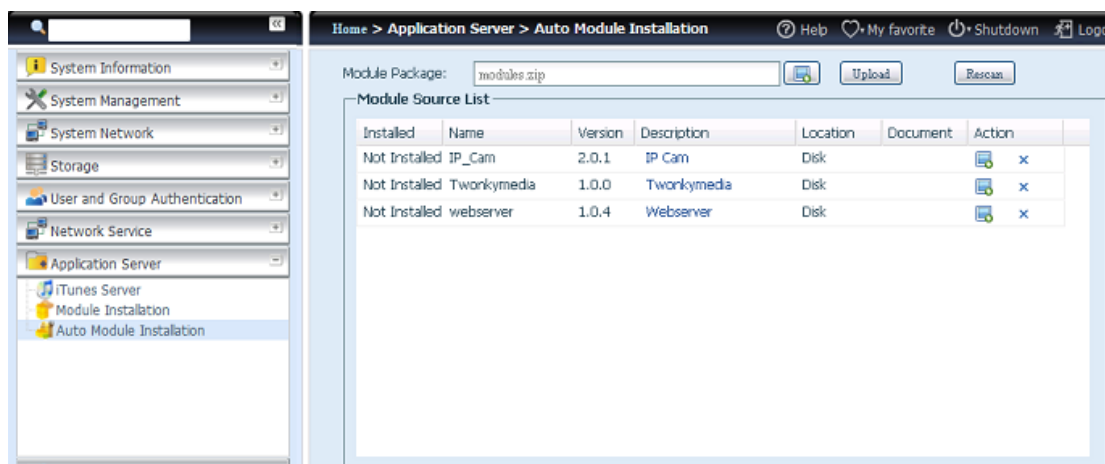 Home > Application Server > Auto Module Installation Help My favorite Shutdown Logo
System Information
System Management
System Network
Storage
User and Group Authentication
Network Service
Application Server
iTunes Server
Module Installation
Auto Module Installation
Module Package: modules.zip Upload Rescan
Module Source List
Installed Name Version Description Location Document Action
Not Installed IP_Cam 2.0.1 IP Cam Disk
Not Installed Twonkymedia 1.0.0 Twonkymedia Disk
Not Installed webserver 1.0.4 Webserver Disk